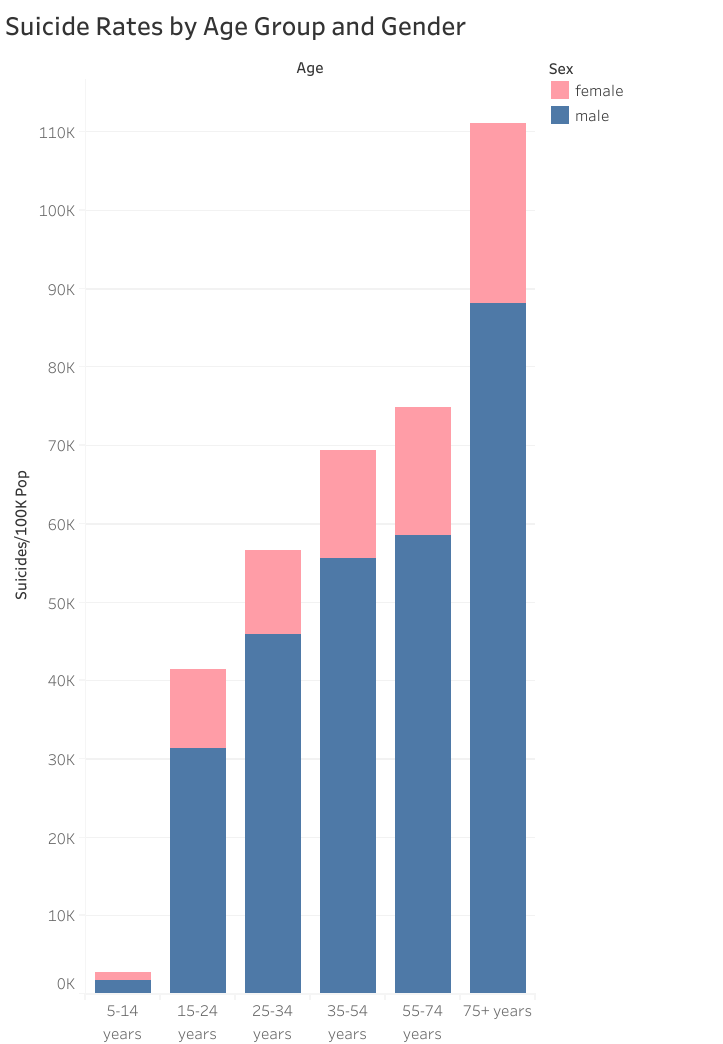 Suicide Rates by Age Group and Gender
Age
Sex
female
male
110K
100K
90K
80K
70K
60K
50K
40K
30K
20K
10K
0K
Suicides/100K Pop
5-14
years
15-24
years
25-34
years
35-54
years
55-74
years
75+ years